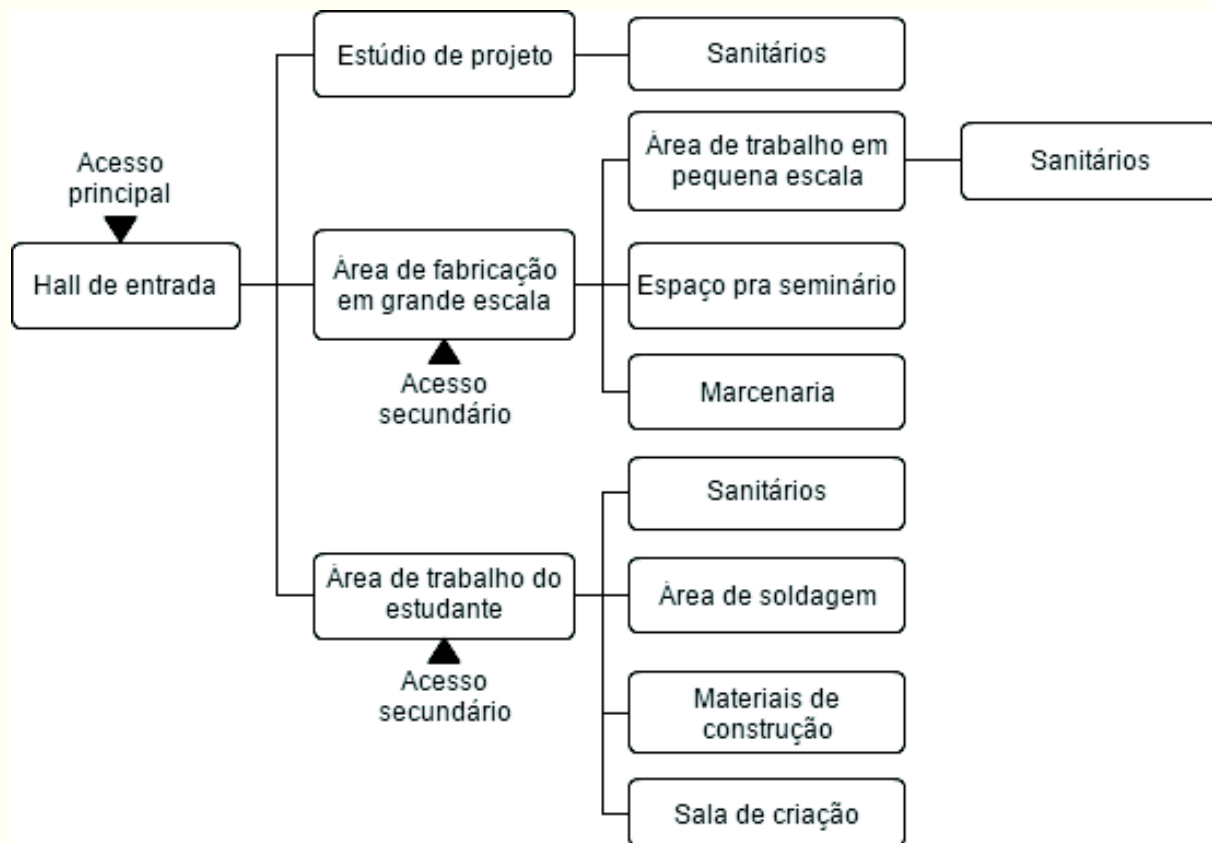 Estúdio de projeto
Sanitários
Área de trabalho em
pequena escala
Sanitários
Acesso
principal
Hall de entrada
Área de fabricação
em grande escala
Espaço pra seminário
Acesso
secundário
Marcenaria
Sanitários
Área de trabalho do
estudante
Área de soldagem
Acesso
secundário
Materiais de
construção
Sala de criação